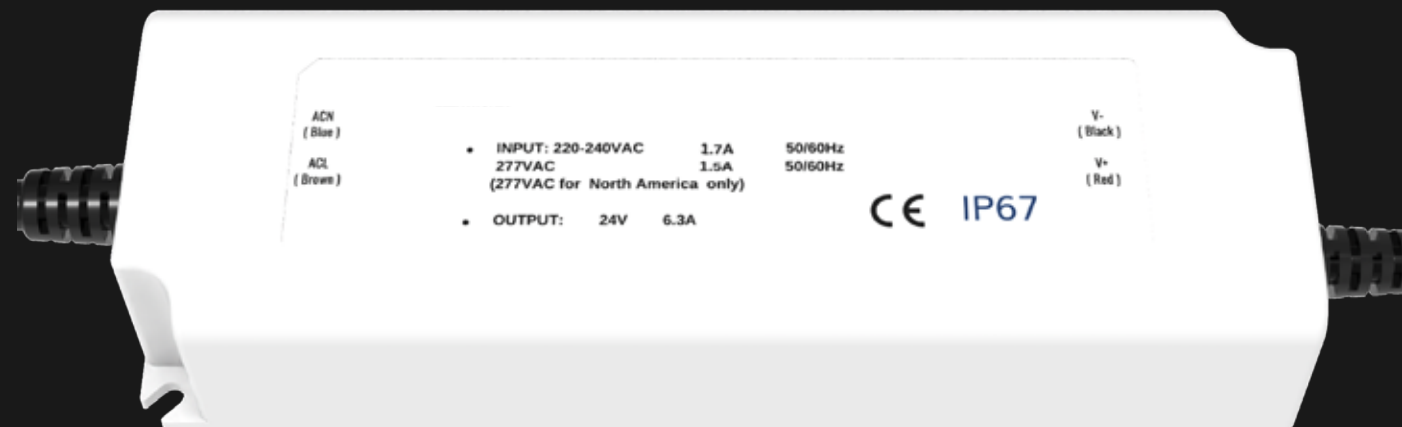 ACN
( Blue )
ACL
( Brown )
• INPUT: 220-240VAC 1.7A 50/60Hz
277VAC 1.5A 50/60Hz
(277VAC for North America only)
• OUTPUT: 24V 6.3A
CE IP67
V-
( Black )
V+
( Red )